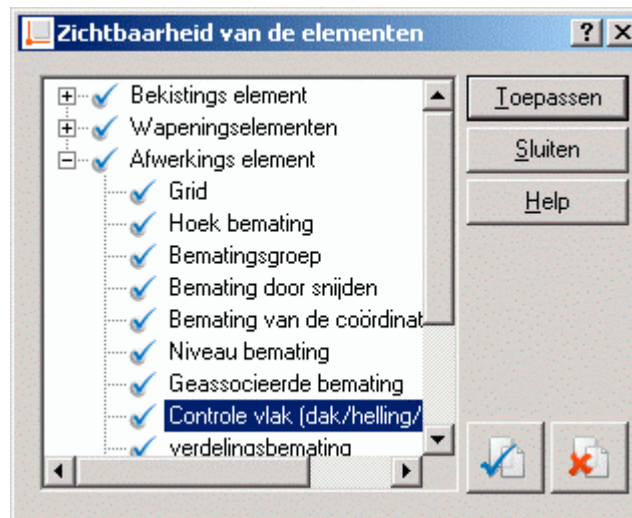 Zichtbaarheid van de elementen
Bekistings element
Wapeningselementen
Afwerkings element
Grid
Hoek bemating
Bematingsgroep
Bemating door snijden
Bemating van de coördinat
Niveau bemating
Geassocieerde bemating
Controle vlak (dak/helling/
verdelingsbemating
Toepassen
Sluiten
Help